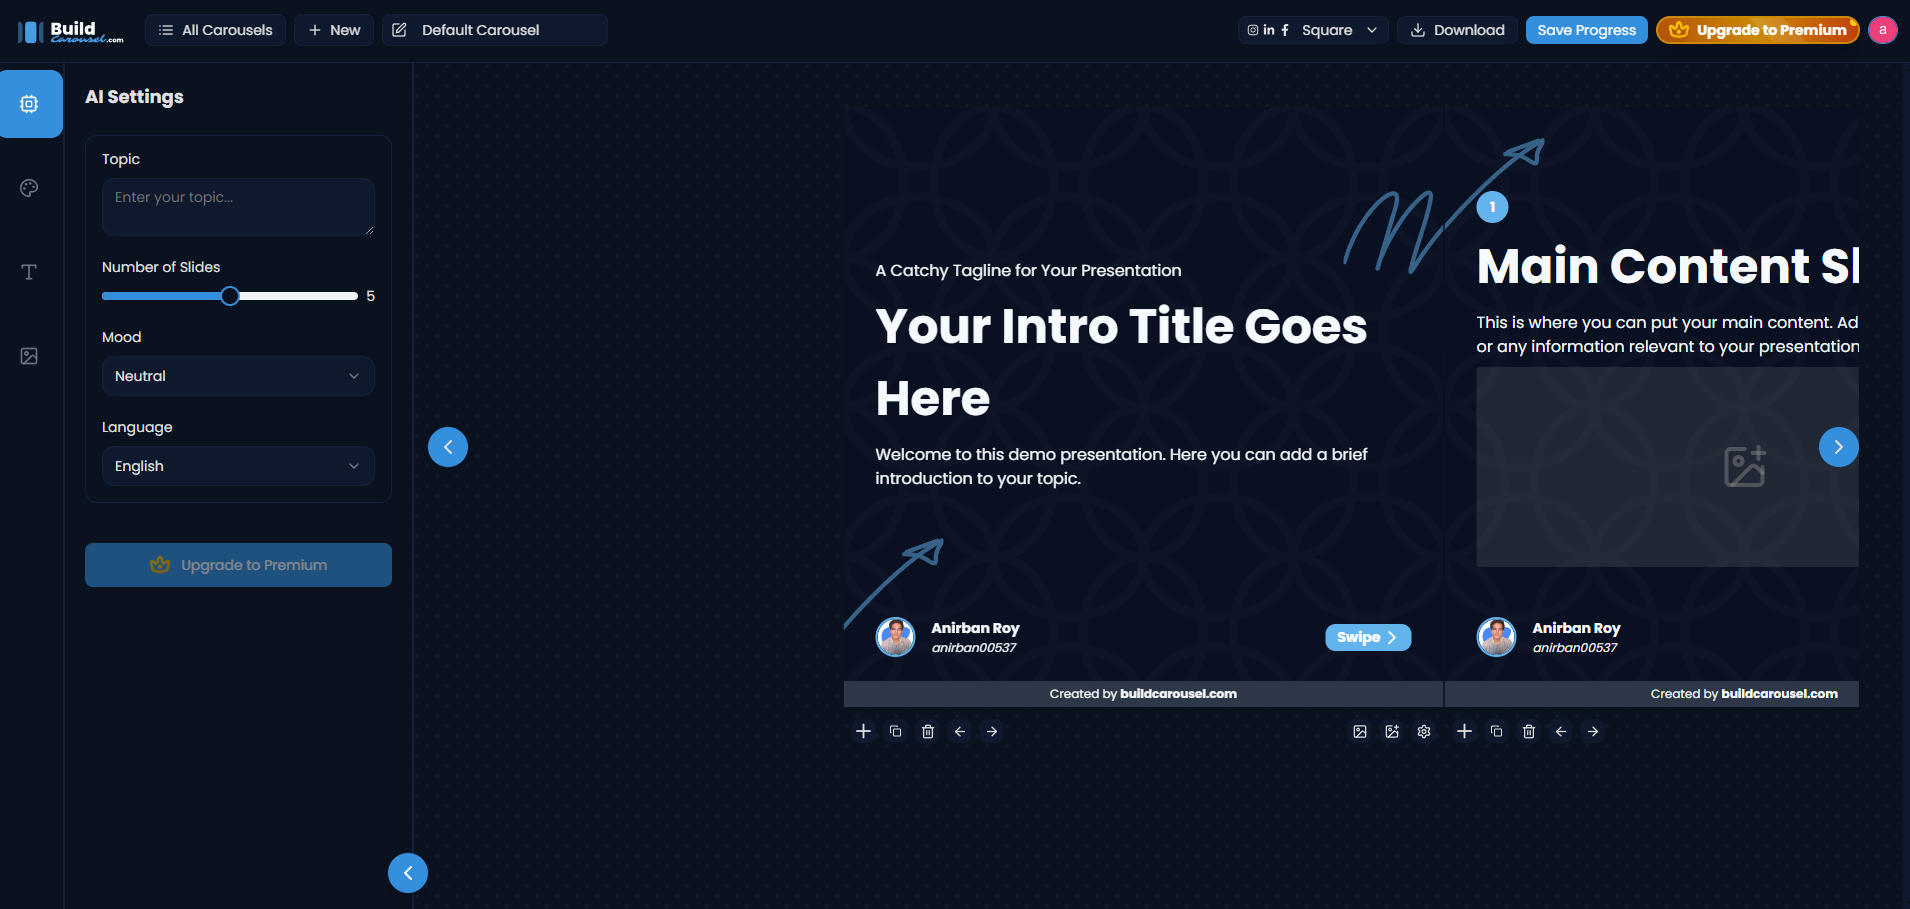 Build
Carousel.com
All Carousels
New
Default Carousel
in f Square
Download
Save Progress
Upgrade to Premium
a
AI Settings
Topic
Enter your topic...
Number of Slides
5
Mood
Neutral
Language
English
Upgrade to Premium
A Catchy Tagline for Your Presentation
Your Intro Title Goes
Here
Welcome to this demo presentation. Here you can add a brief
introduction to your topic.
Anirban Roy
anirban00537
Swipe
Created by buildcarousel.com
1
Main Content Sl
This is where you can put your main content. Ad
or any information relevant to your presentation
Anirban Roy
anirban00537
Created by buildcarousel.com